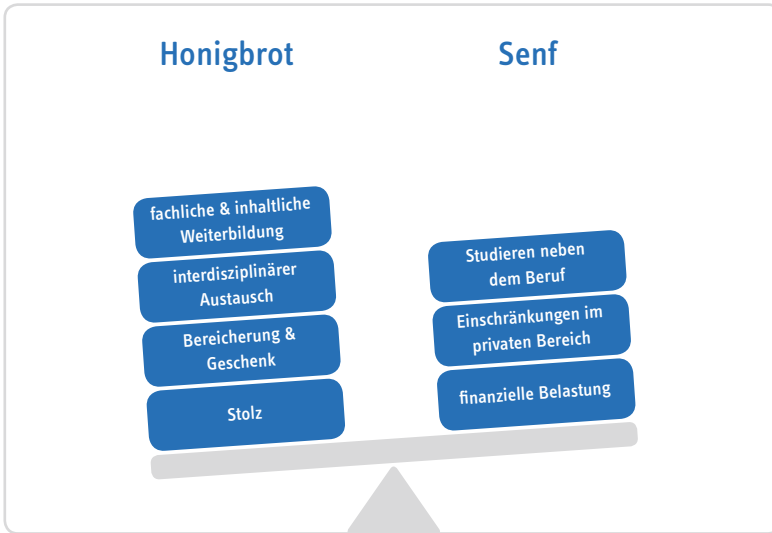 Honigbrot
fachliche & inhaltliche
Weiterbildung
interdisziplinärer
Austausch
Bereicherung &
Geschenk
Stolz
Senf
Studieren neben
dem Beruf
Einschränkungen im
privaten Bereich
finanzielle Belastung